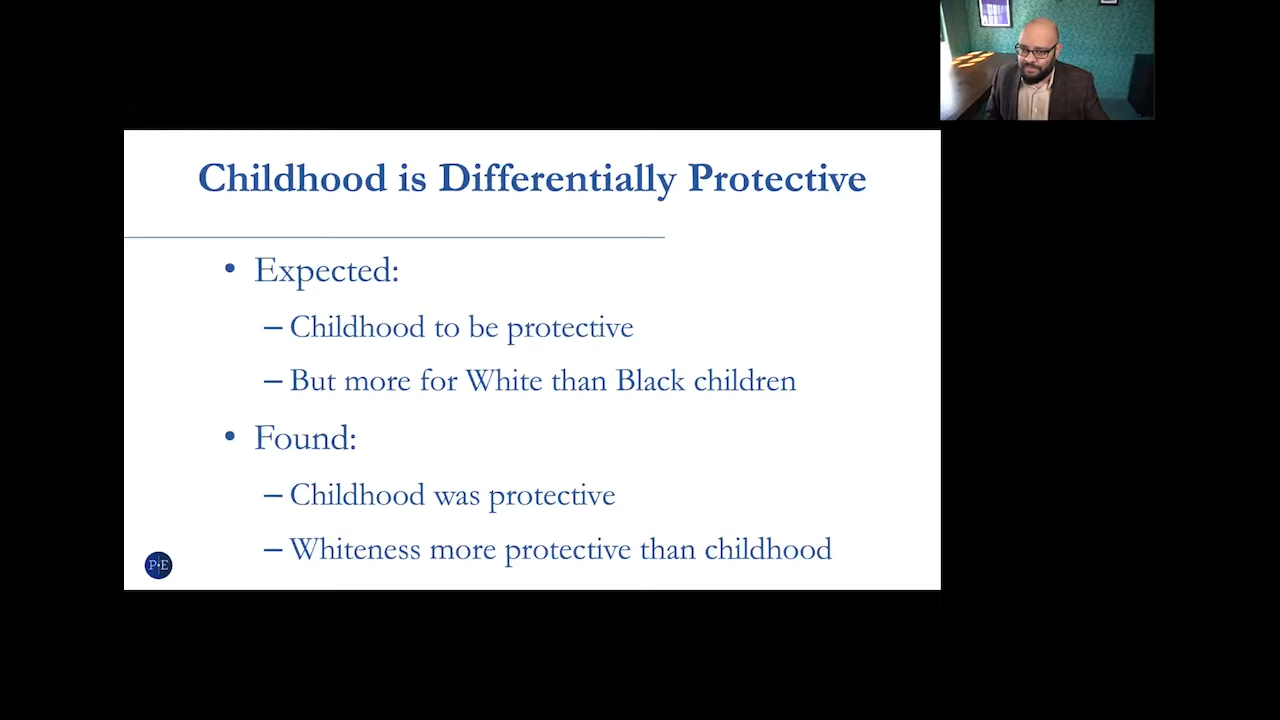 Childhood is Differentially Protective
• Expected:
– Childhood to be protective
– But more for White than Black children
• Found:
– Childhood was protective
– Whiteness more protective than childhood
P+E